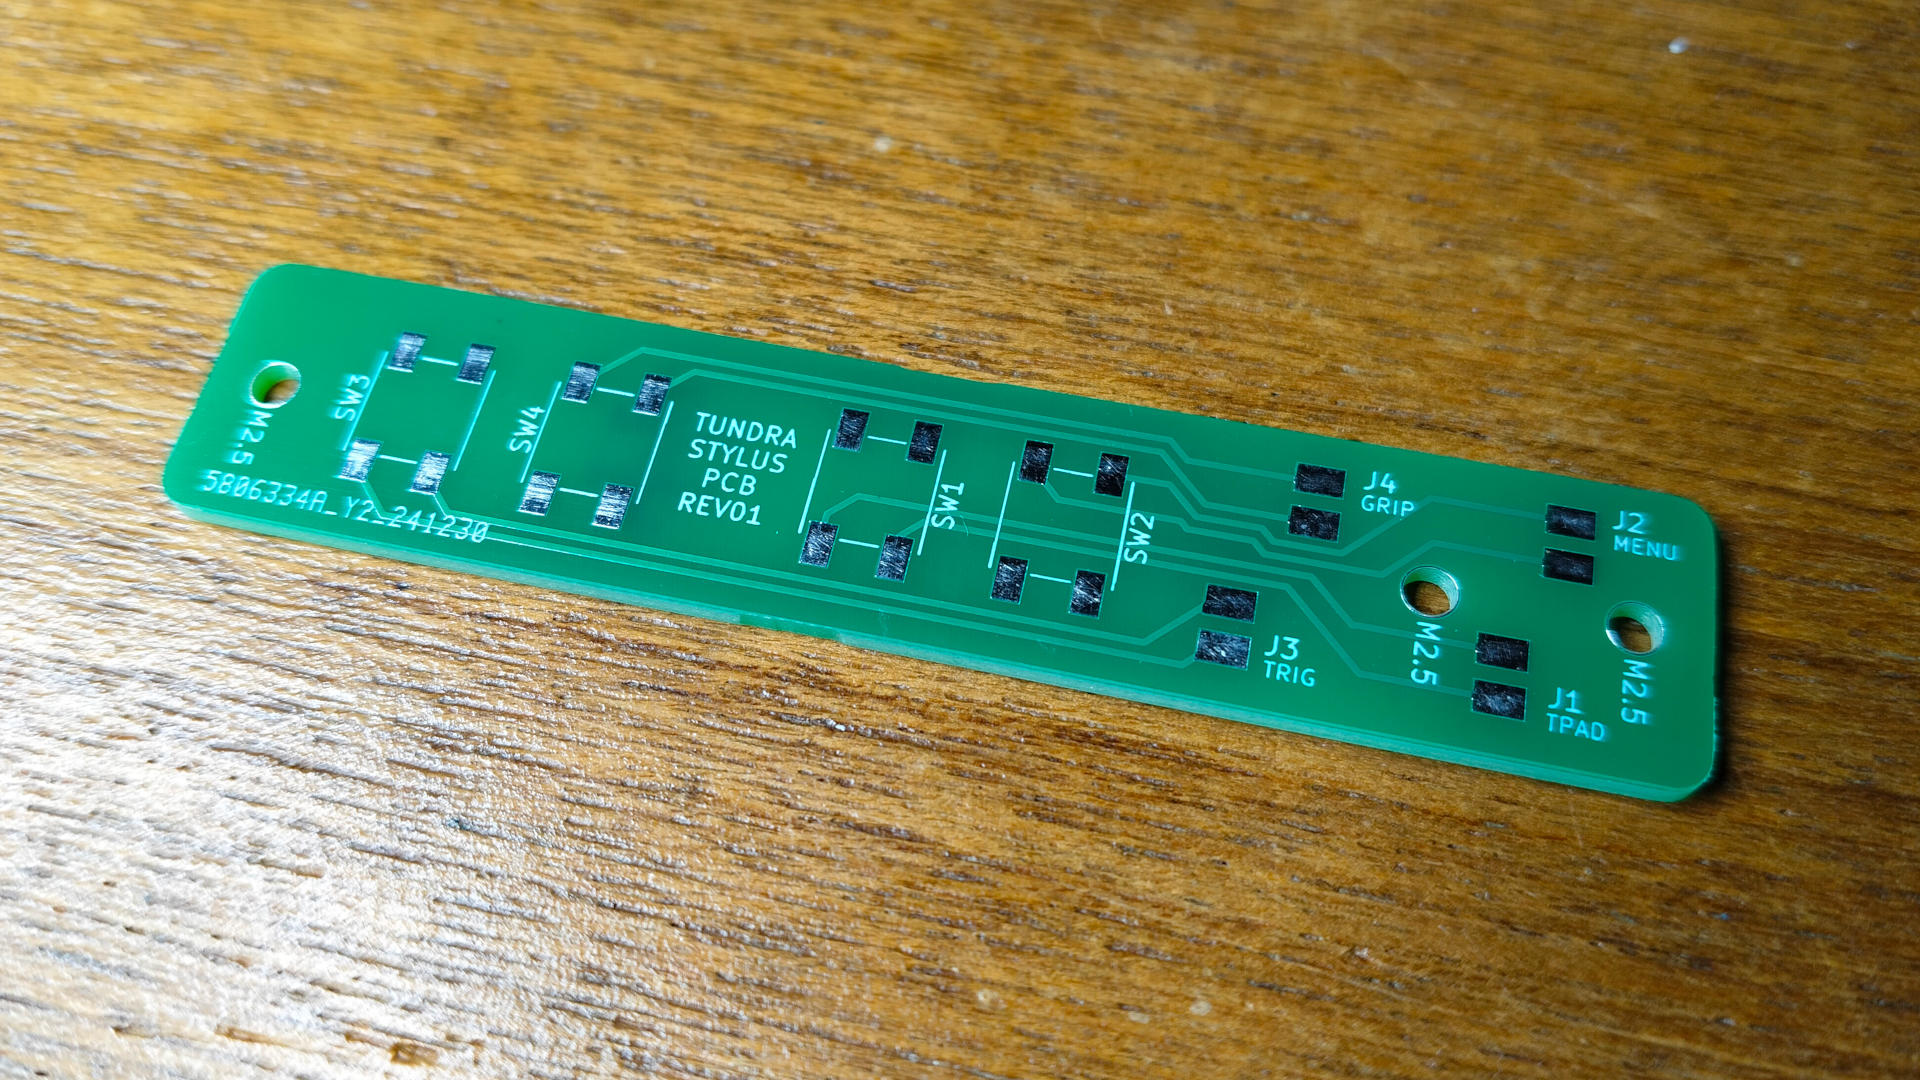 SW3
M2.5
5806334A_Y2_241230
SW4
TUNDRA
STYLUS
PCB
REV01
SW1
SW2
J4
GRIP
J2
MENU
J3
TRIG
M2.5
J1
TPAD
M2.5